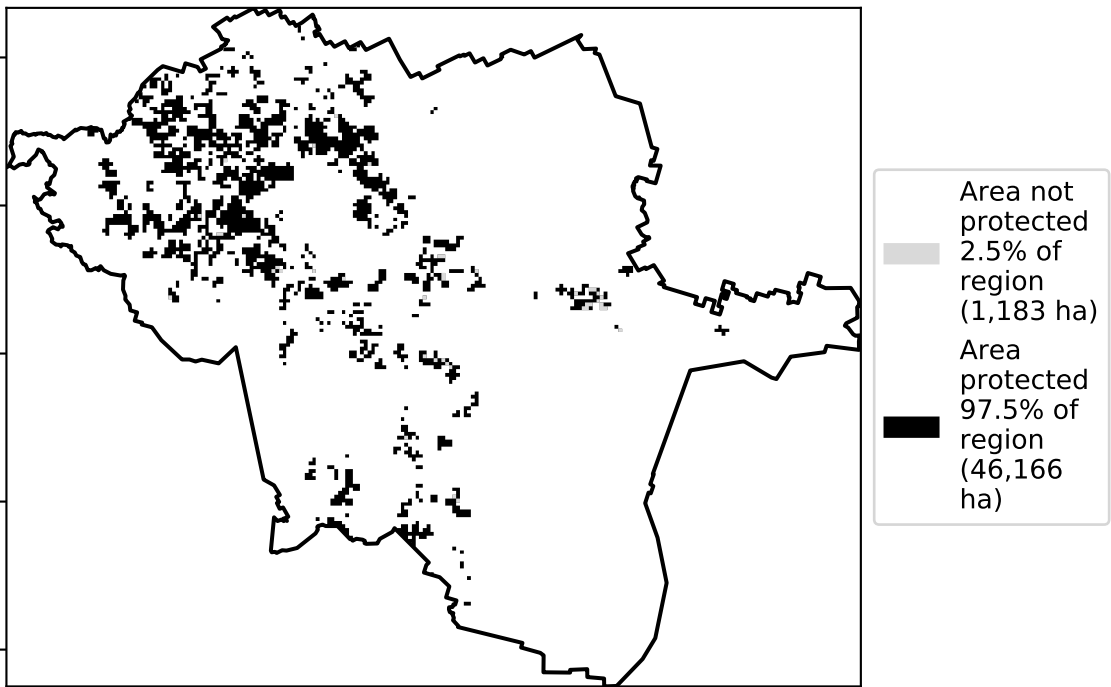 Area not
protected
2.5% of
region
(1,183 ha)
Area
protected
97.5% of
region
(46,166
ha)